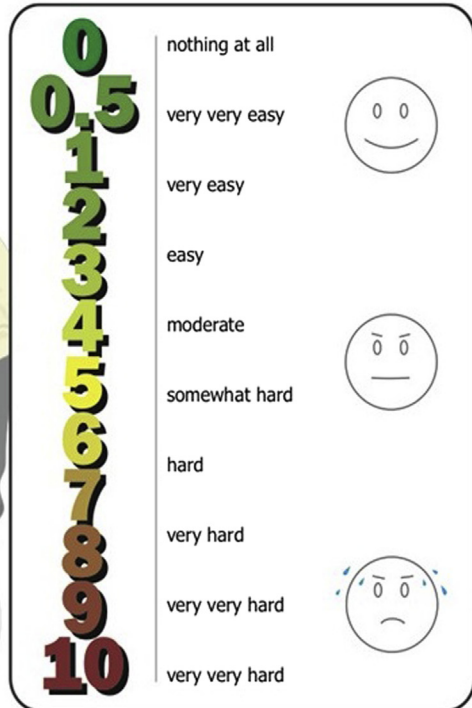 0
nothing at all
0.5
very very easy
1
very easy
2
3
easy
4
moderate
5
somewhat hard
6
hard
7
8
very hard
9
very very hard
10
very very hard